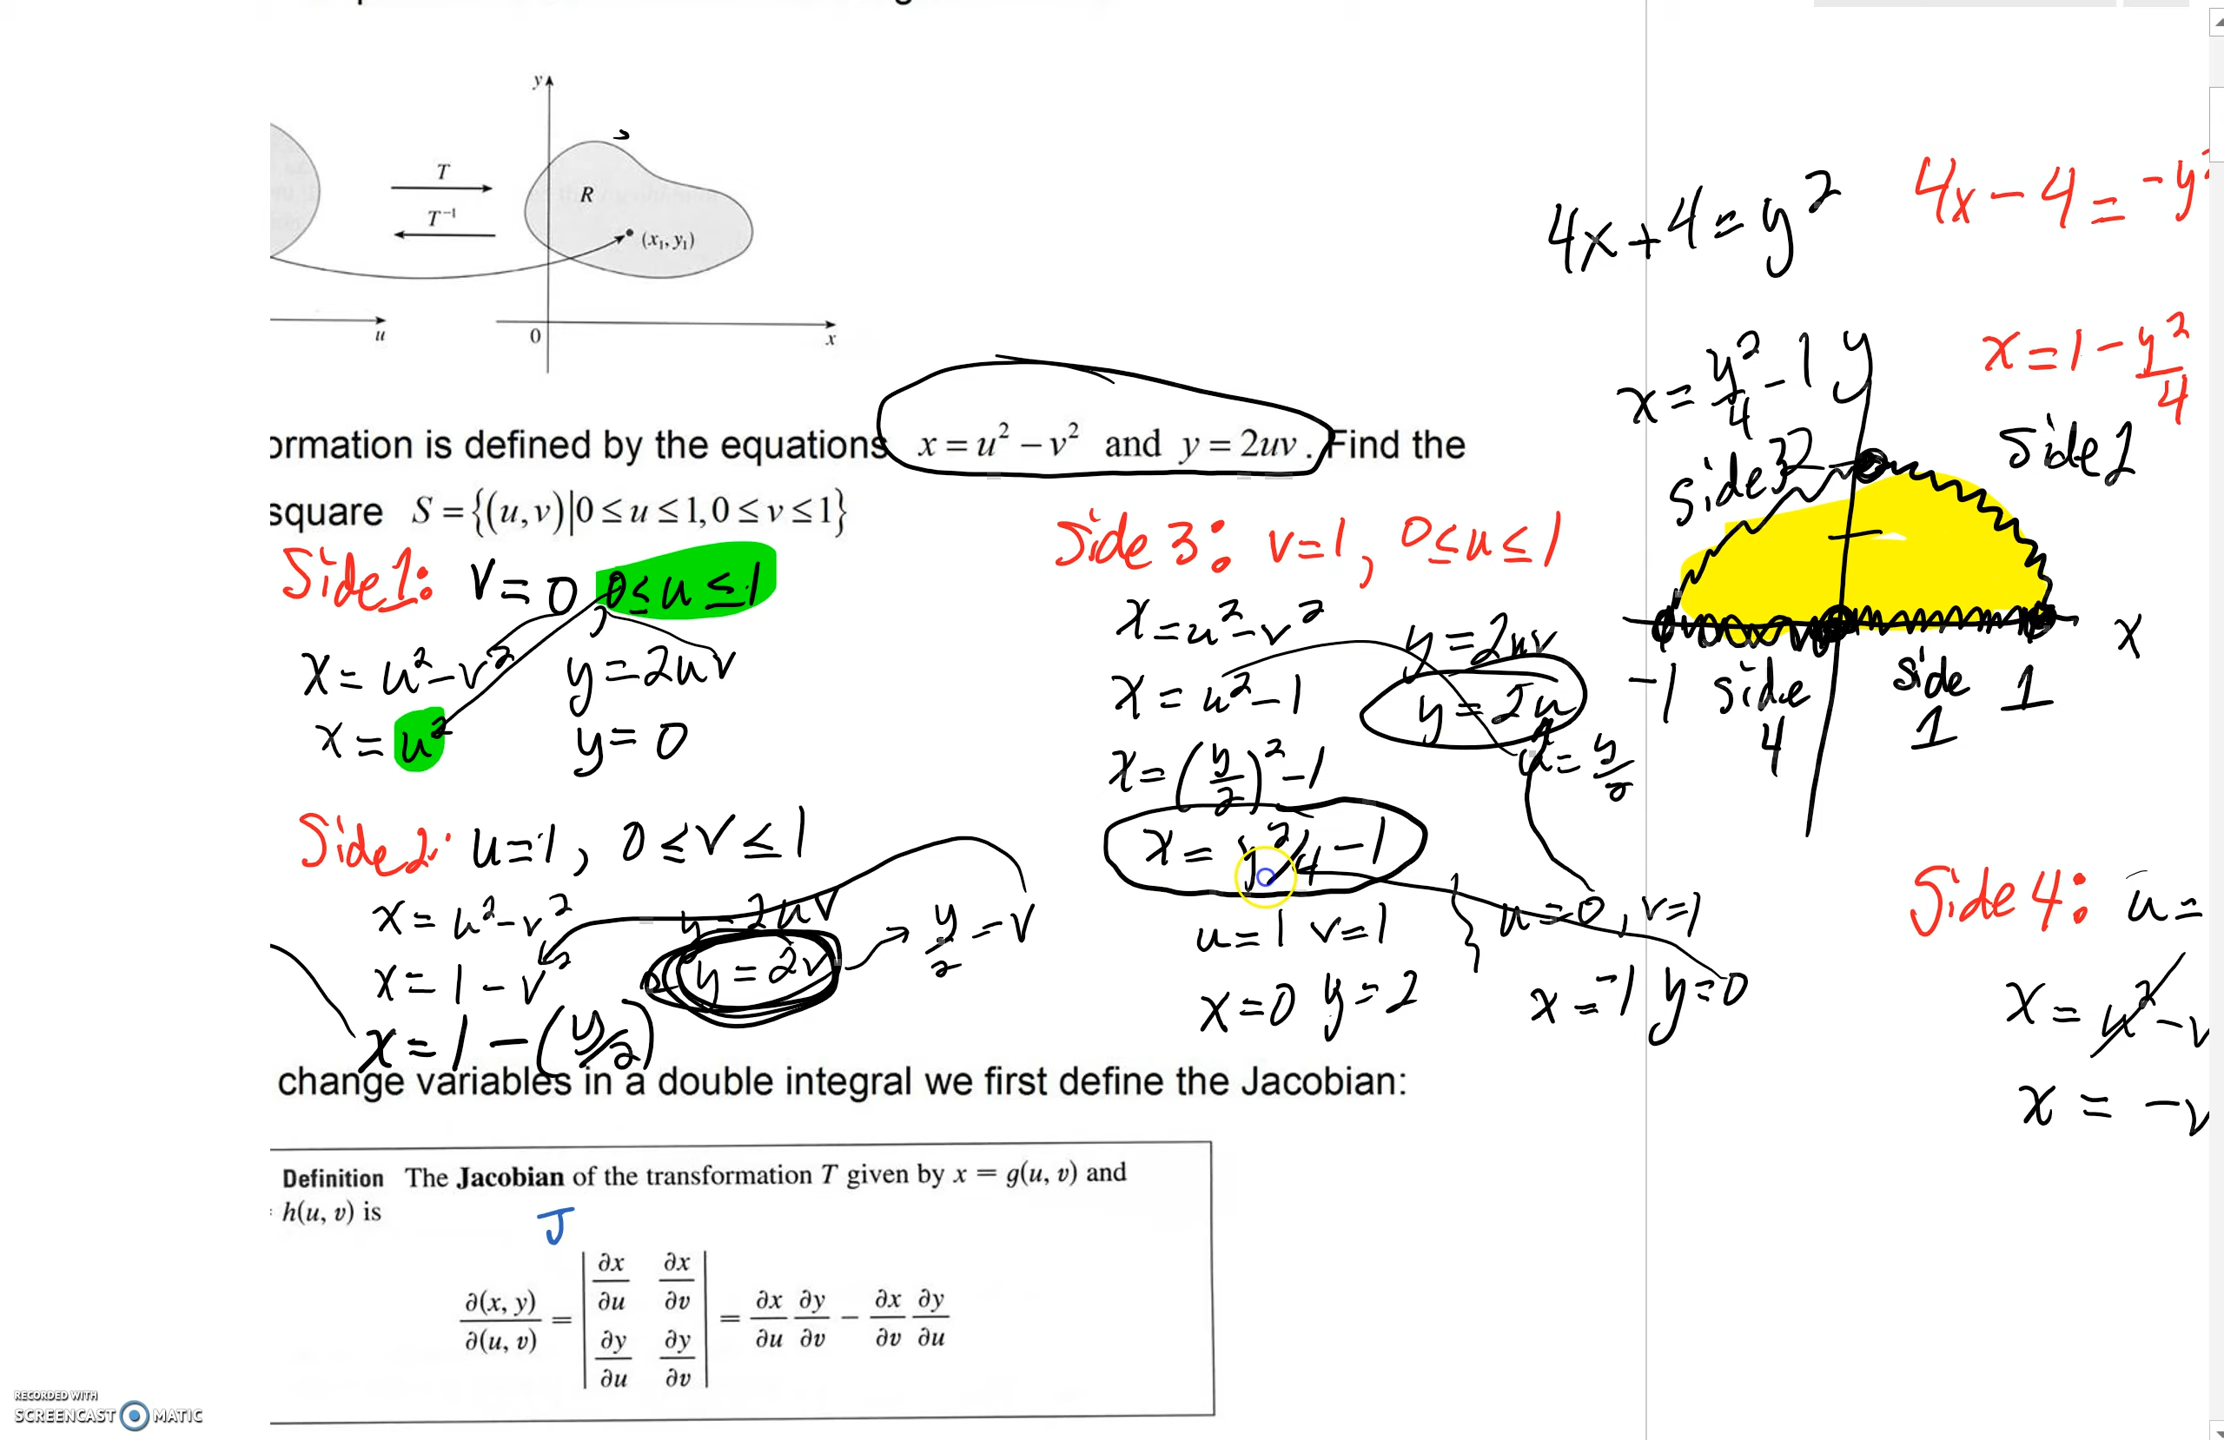 y
T
R
T⁻¹
(x₁, y₁)
u
0
x
4x+4=y²
4x-4=-y²
x=y²/4-1
y
x=1-y²/4
ormation is defined by the equations x = u² − v² and y = 2uv . Find the
square S = {(u,v)|0 ≤ u ≤ 1, 0 ≤ v ≤ 1}
Side 1: v=0, 0≤u≤1
x=u²-v² y=2uv
x=u² y=0
Side 2: u=1, 0≤v≤1
x=u²-v² y=2uv
x=1-v² y=2v y/2=v
x=1-(y/2)
Side 3: v=1, 0≤u≤1
x=u²-v² y=2uv
x=u²-1 y=2u
x=(y/2)²-1 u=y/2
x=y²/4-1
u=1 v=1 u=0, v=1
x=0 y=2 x=-1 y=0
side 3 2 side 2
x
-1 side 4 side 1 1
Side 4: u=
x=u²-v
x=-v
change variables in a double integral we first define the Jacobian:
Definition The Jacobian of the transformation T given by x = g(u, v) and
h(u, v) is
J
∂(x, y)/∂(u, v) = | ∂x/∂u ∂x/∂v ; ∂y/∂u ∂y/∂v | = ∂x/∂u ∂y/∂v − ∂x/∂v ∂y/∂u
RECORDED WITH
SCREENCAST MATIC